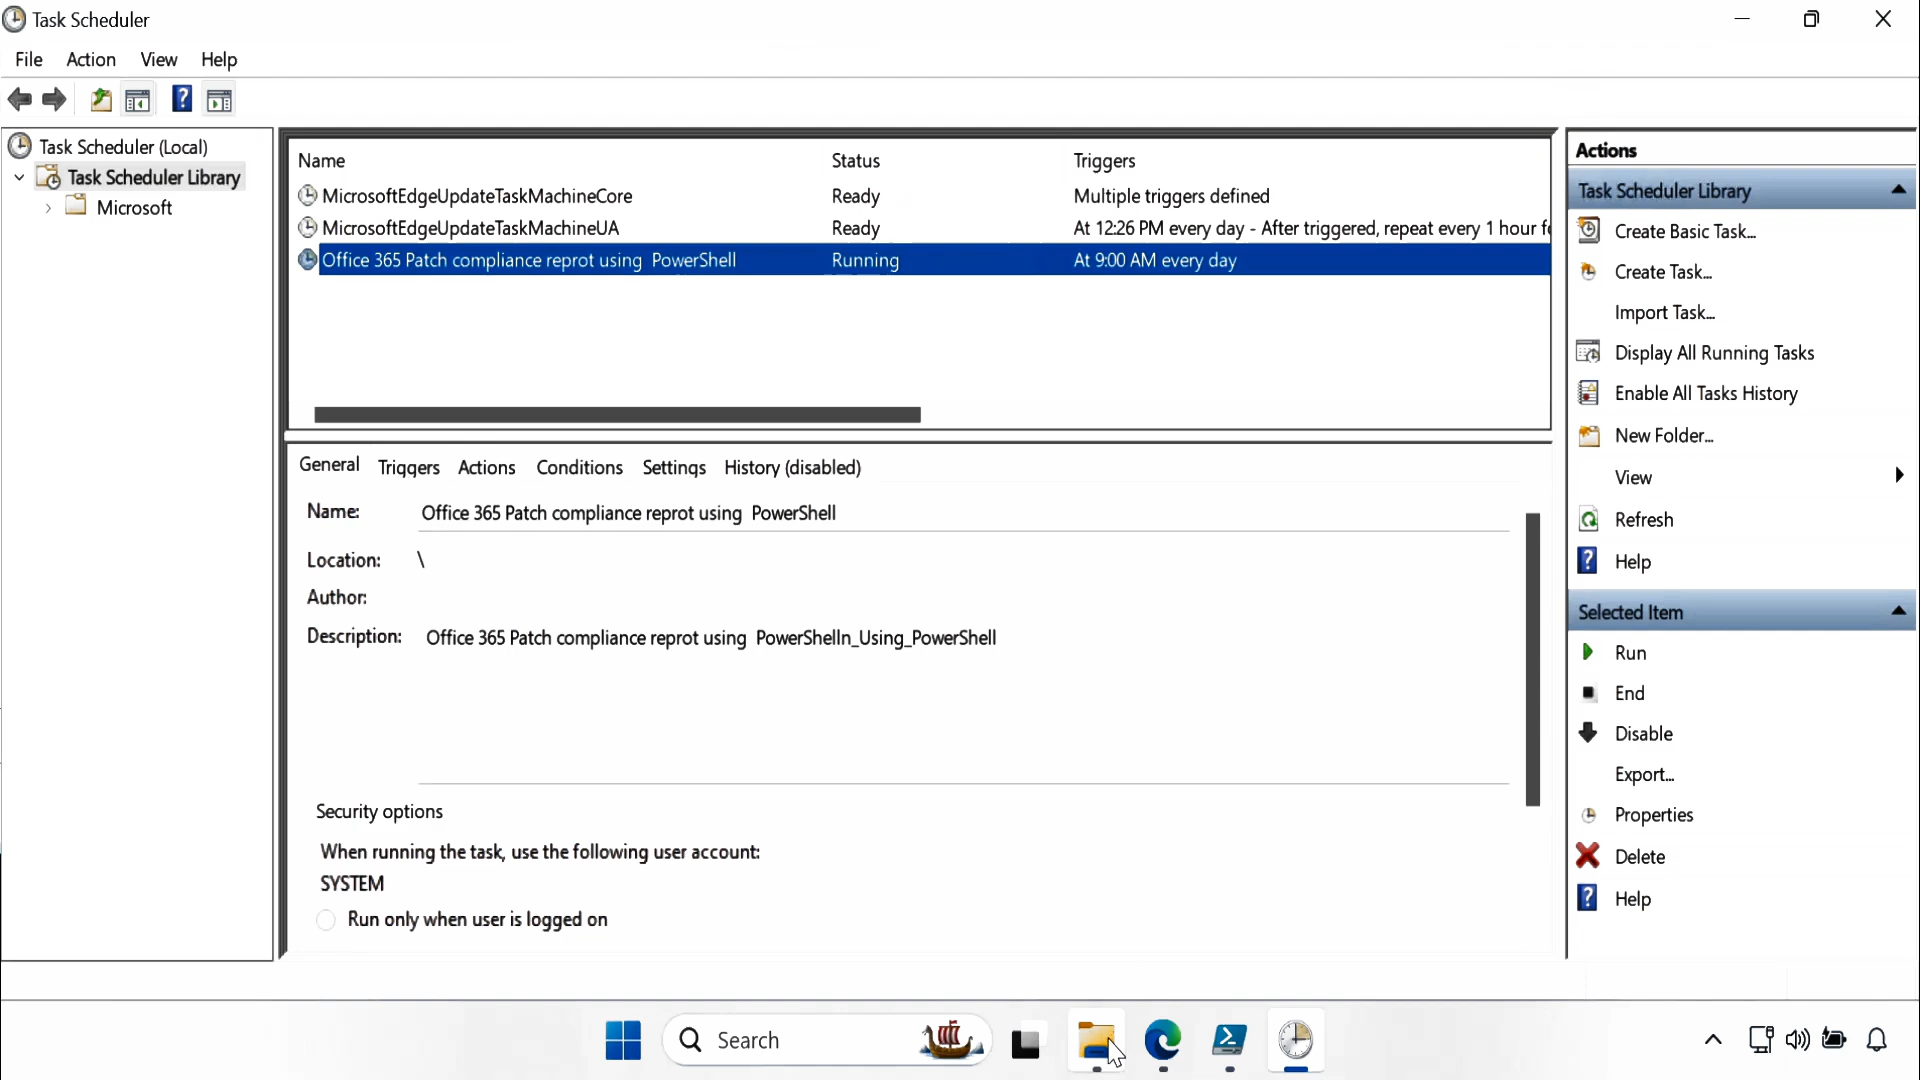 Task Scheduler
File Action View Help
Task Scheduler (Local)
Task Scheduler Library
Microsoft
Name Status Triggers
MicrosoftEdgeUpdateTaskMachineCore Ready Multiple triggers defined
MicrosoftEdgeUpdateTaskMachineUA Ready At 12:26 PM every day - After triggered, repeat every 1 hour fo
Office 365 Patch compliance reprot using PowerShell Running At 9:00 AM every day
General Triggers Actions Conditions Settings History (disabled)
Name: Office 365 Patch compliance reprot using PowerShell
Location: \
Author:
Description: Office 365 Patch compliance reprot using PowerShelln_Using_PowerShell
Security options
When running the task, use the following user account:
SYSTEM
Run only when user is logged on
Actions
Task Scheduler Library
Create Basic Task...
Create Task...
Import Task...
Display All Running Tasks
Enable All Tasks History
New Folder...
View
Refresh
Help
Selected Item
Run
End
Disable
Export...
Properties
Delete
Help
Search